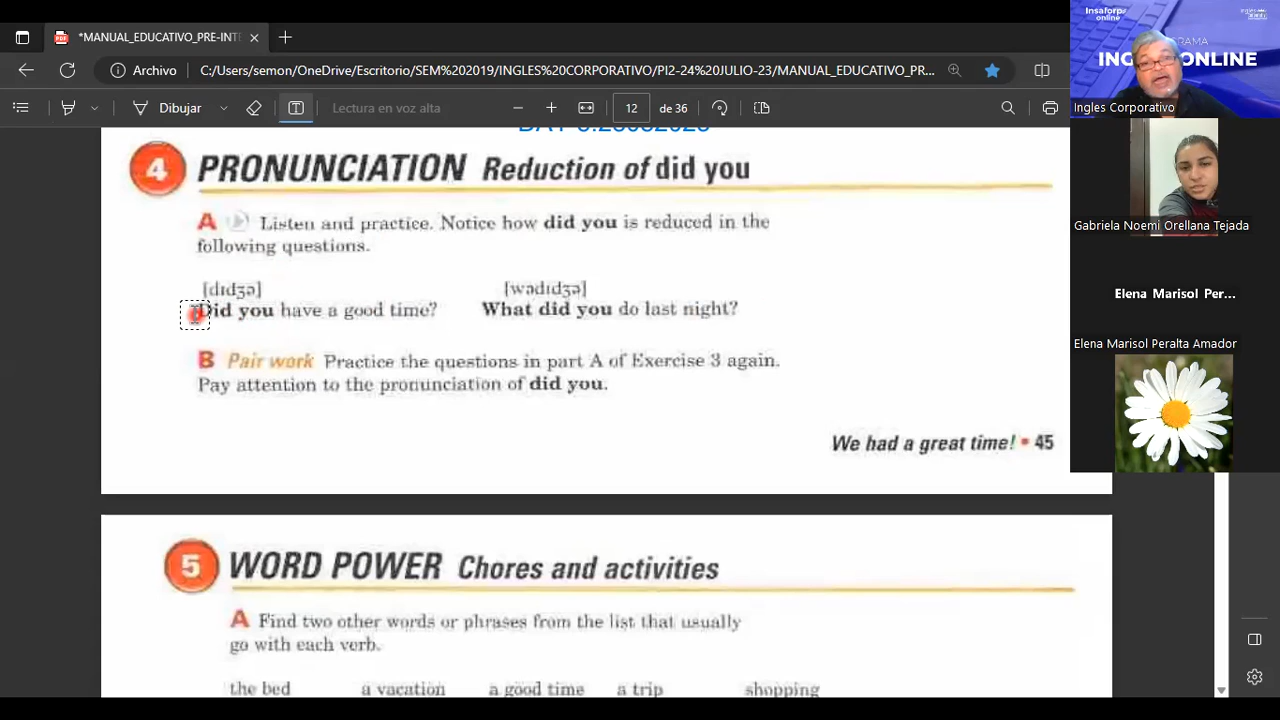 *MANUAL_EDUCATIVO_PRE-INTE
Archivo
C:/Users/semon/OneDrive/Escritorio/SEM%20019/INGLES%20CORPORATIVO/PI2-24%20JULIO-23/MANUAL_EDUCATIVO_PR...
Dibujar
Lectura en voz alta
12
de 36
4 PRONUNCIATION Reduction of did you
A Listen and practice. Notice how did you is reduced in the
following questions.
[dɪdʒə] [wədɪdʒə]
Did you have a good time? What did you do last night?
B Pair work Practice the questions in part A of Exercise 3 again.
Pay attention to the pronunciation of did you.
We had a great time! • 45
5 WORD POWER Chores and activities
A Find two other words or phrases from the list that usually
go with each verb.
the bed a vacation a good time a trip shopping
Insaforp
online
Ingles Corporativo
Gabriela Noemi Orellana Tejada
Elena Marisol Per...
Elena Marisol Peralta Amador